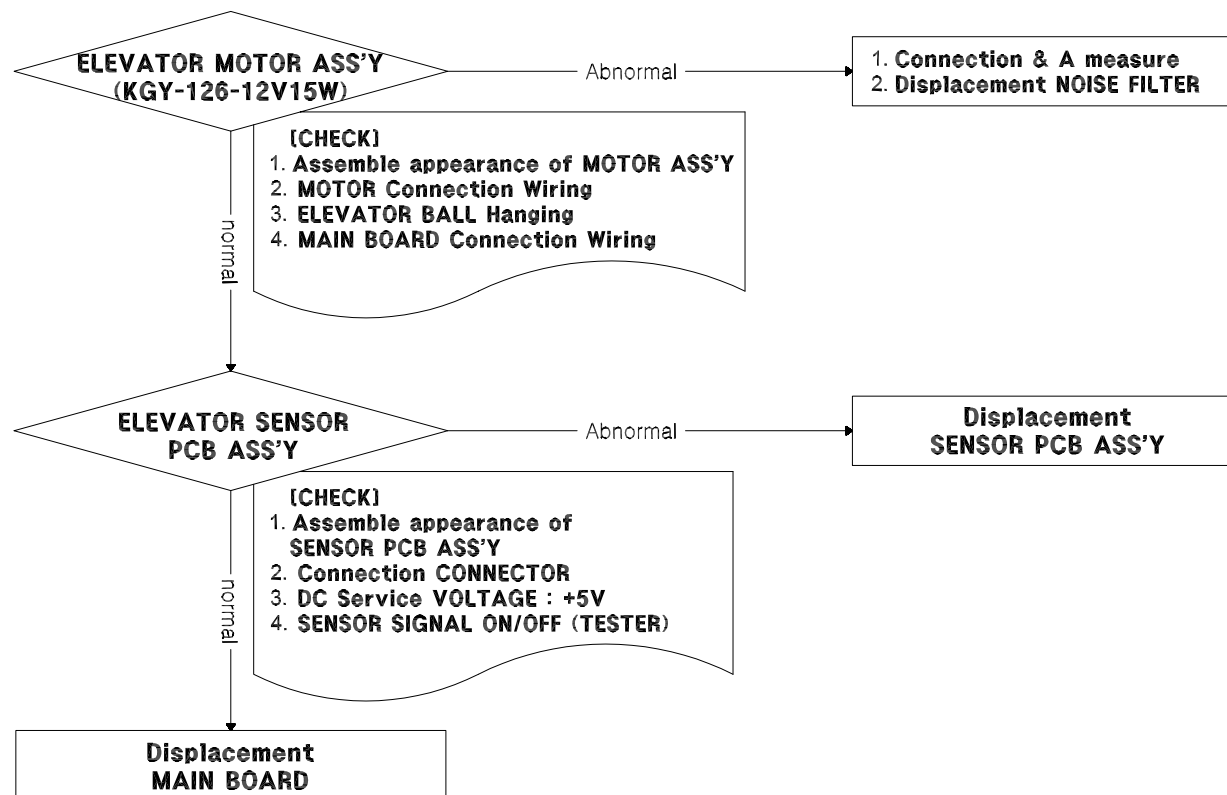 ELEVATOR MOTOR ASS'Y
(KGY-126-12V15W)
Abnormal
1. Connection & A measure
2. Displacement NOISE FILTER
[CHECK]
1. Assemble appearance of MOTOR ASS'Y
2. MOTOR Connection Wiring
3. ELEVATOR BALL Hanging
4. MAIN BOARD Connection Wiring
normal
ELEVATOR SENSOR
PCB ASS'Y
Abnormal
Displacement
SENSOR PCB ASS'Y
[CHECK]
1. Assemble appearance of
SENSOR PCB ASS'Y
2. Connection CONNECTOR
3. DC Service VOLTAGE : +5V
4. SENSOR SIGNAL ON/OFF (TESTER)
normal
Displacement
MAIN BOARD